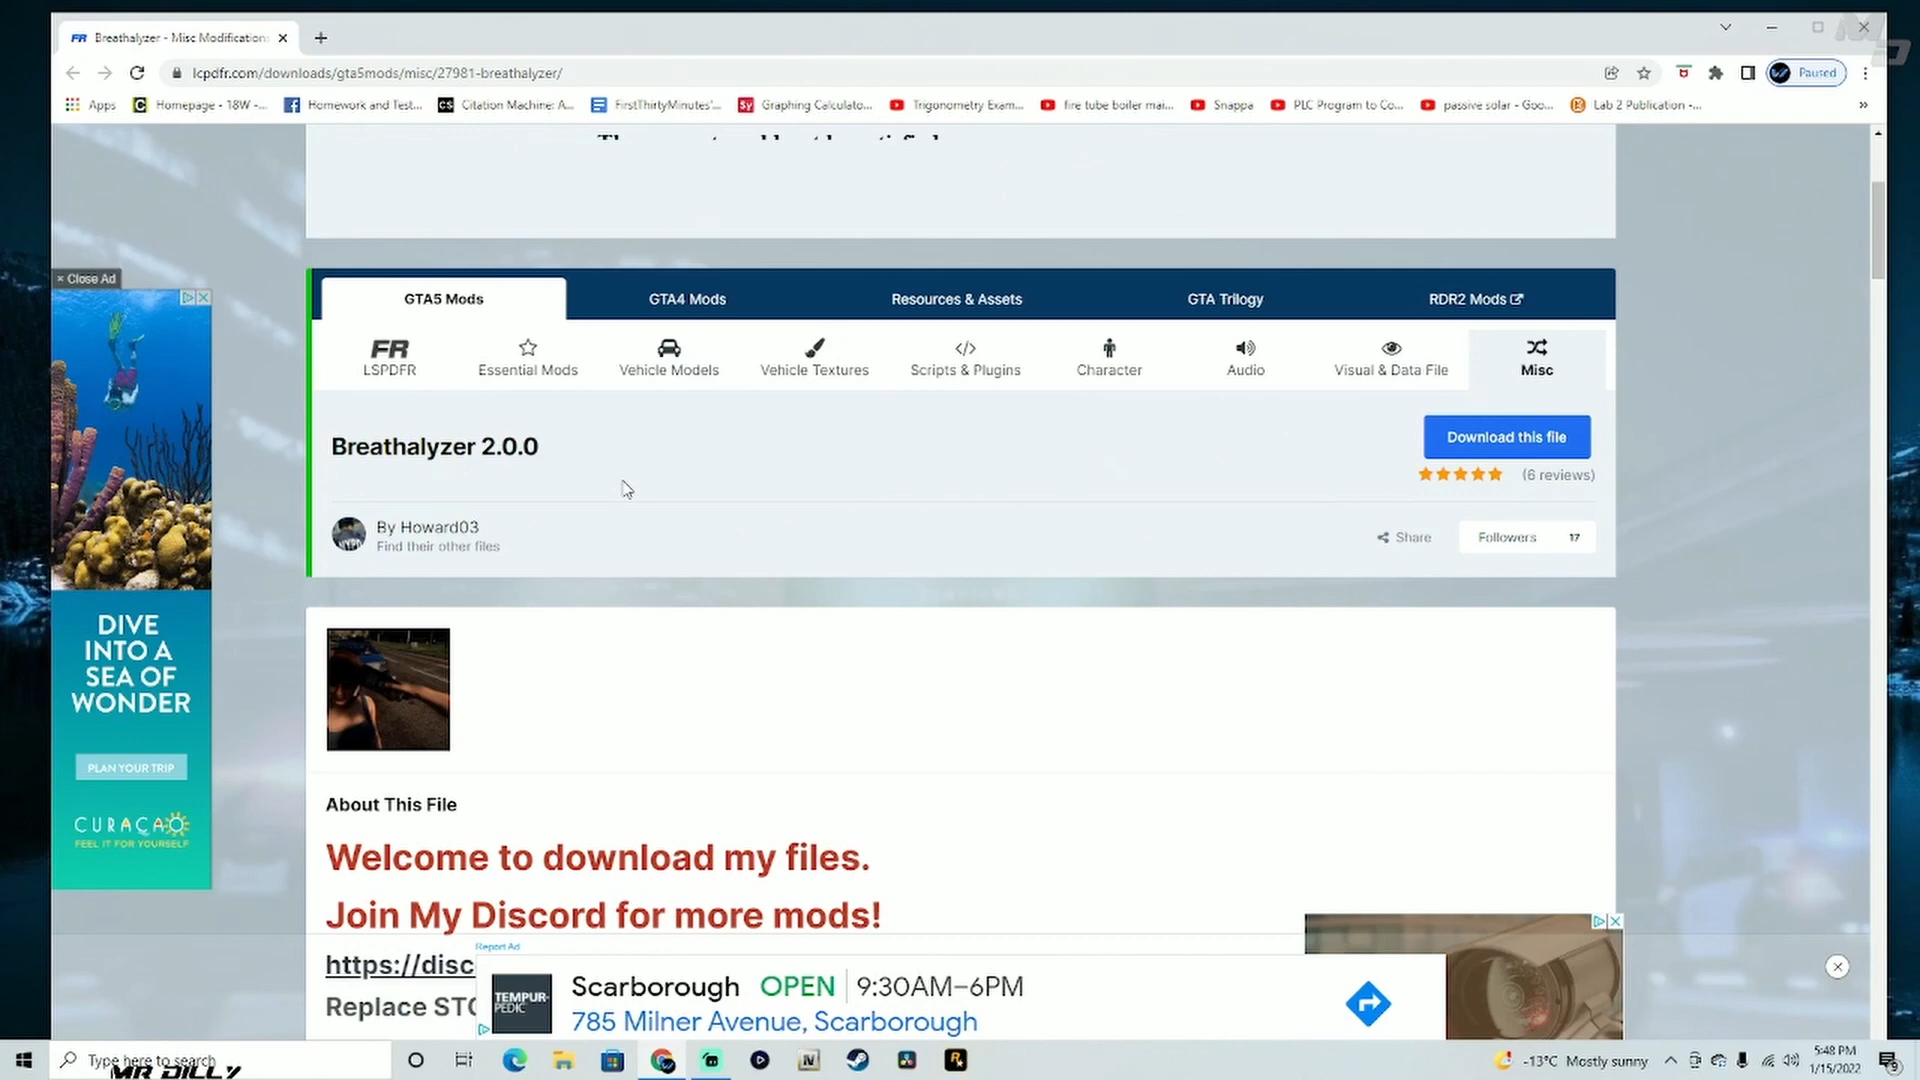 FR Breathalyzer - Misc Modification:
lcpdfr.com/downloads/gta5mods/misc/27981-breathalyzer/
Paused
Apps
Homepage - 18W -...
Homework and Test...
Citation Machine: A...
FirstThirtyMinutes'...
Graphing Calculato...
Trigonometry Exam...
fire tube boiler mai...
Snappa
PLC Program to Co...
passive solar - Goo...
Lab 2 Publication -...
»
× Close Ad
GTA5 Mods
GTA4 Mods
Resources & Assets
GTA Trilogy
RDR2 Mods
FR
LSPDFR
Essential Mods
Vehicle Models
Vehicle Textures
Scripts & Plugins
Character
Audio
Visual & Data File
Misc
Breathalyzer 2.0.0
Download this file
(6 reviews)
By Howard03
Find their other files
Share
Followers 17
DIVE
INTO A
SEA OF
WONDER
PLAN YOUR TRIP
CURAÇAO
FEEL IT FOR YOURSELF
About This File
Welcome to download my files.
Join My Discord for more mods!
https://disc
Replace STO
Report Ad
TEMPUR-
PEDIC
Scarborough OPEN 9:30AM–6PM
785 Milner Avenue, Scarborough
Type here to search
MR DILLY
-13°C Mostly sunny
5:48 PM
1/15/2022
9